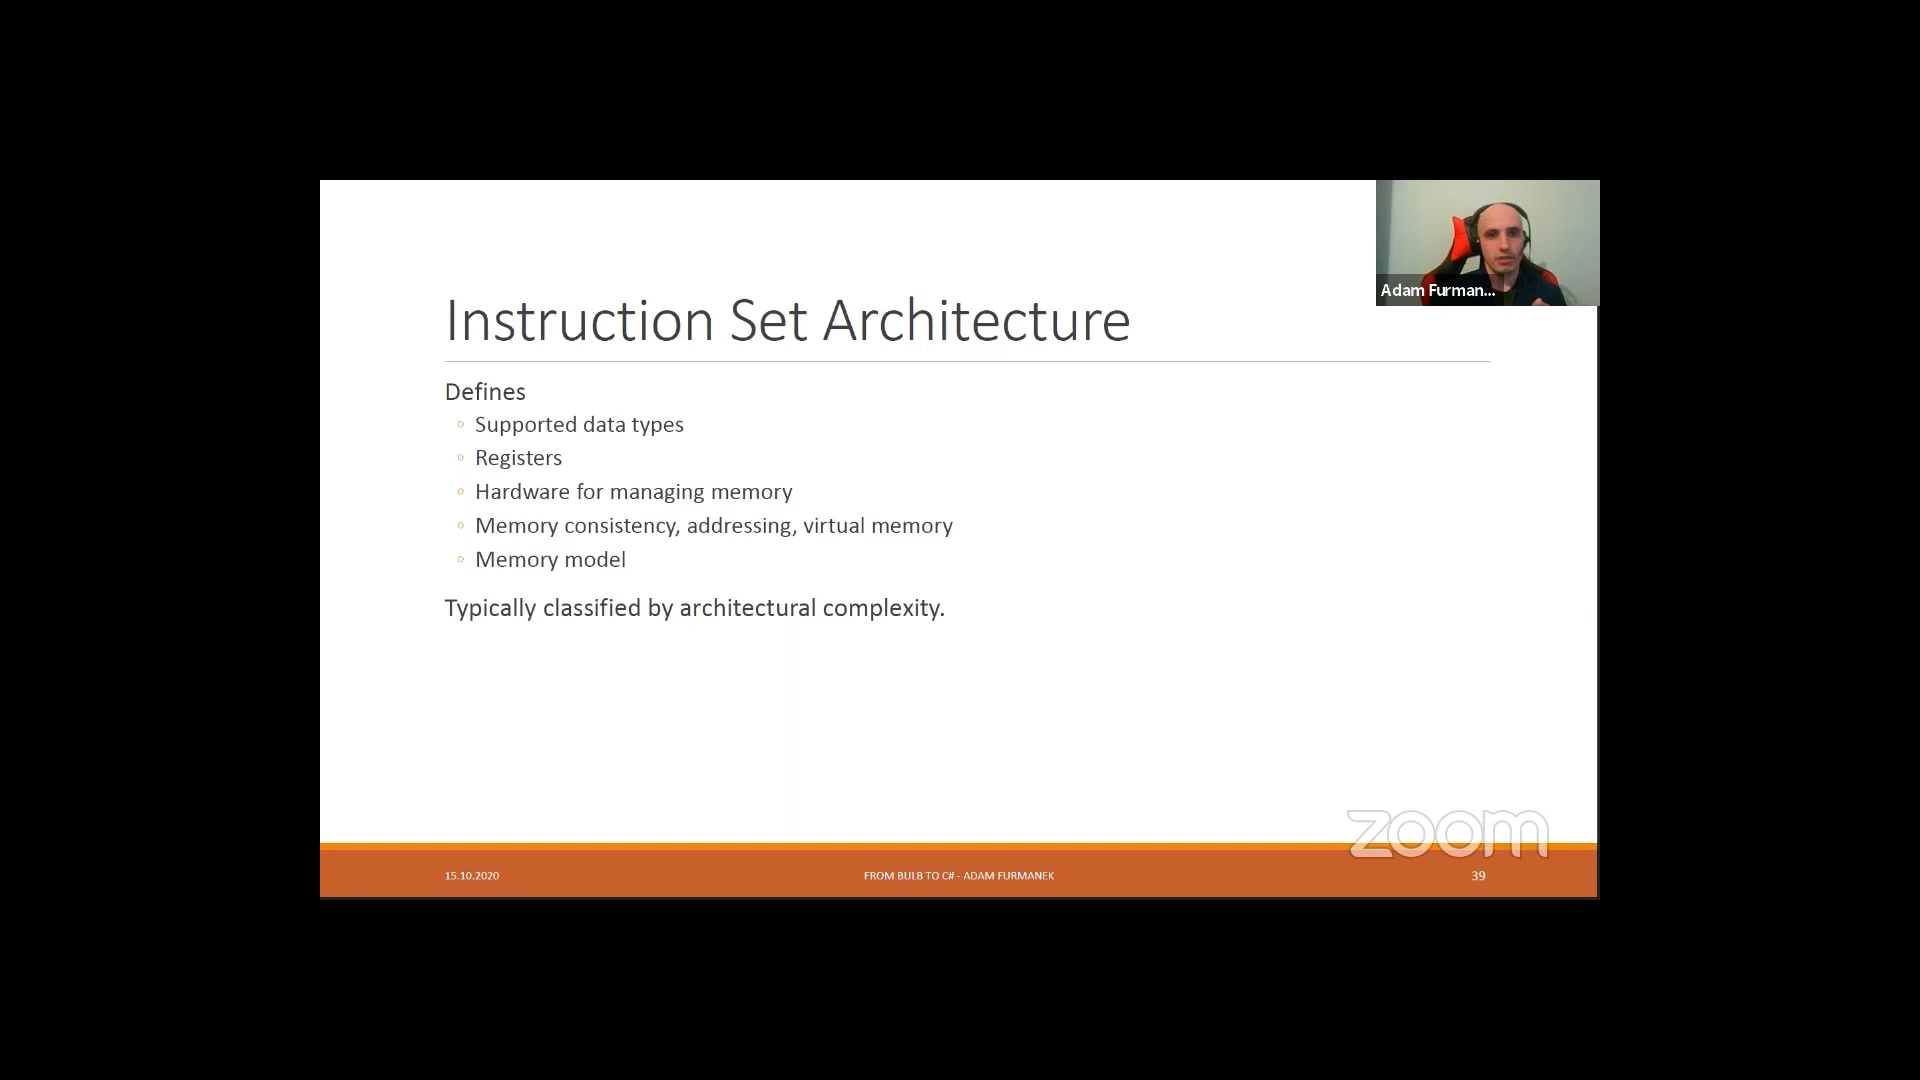 Adam Furman...
Instruction Set Architecture
Defines
Supported data types
Registers
Hardware for managing memory
Memory consistency, addressing, virtual memory
Memory model
Typically classified by architectural complexity.
zoom
15.10.2020
FROM BULB TO C# - ADAM FURMANEK
39